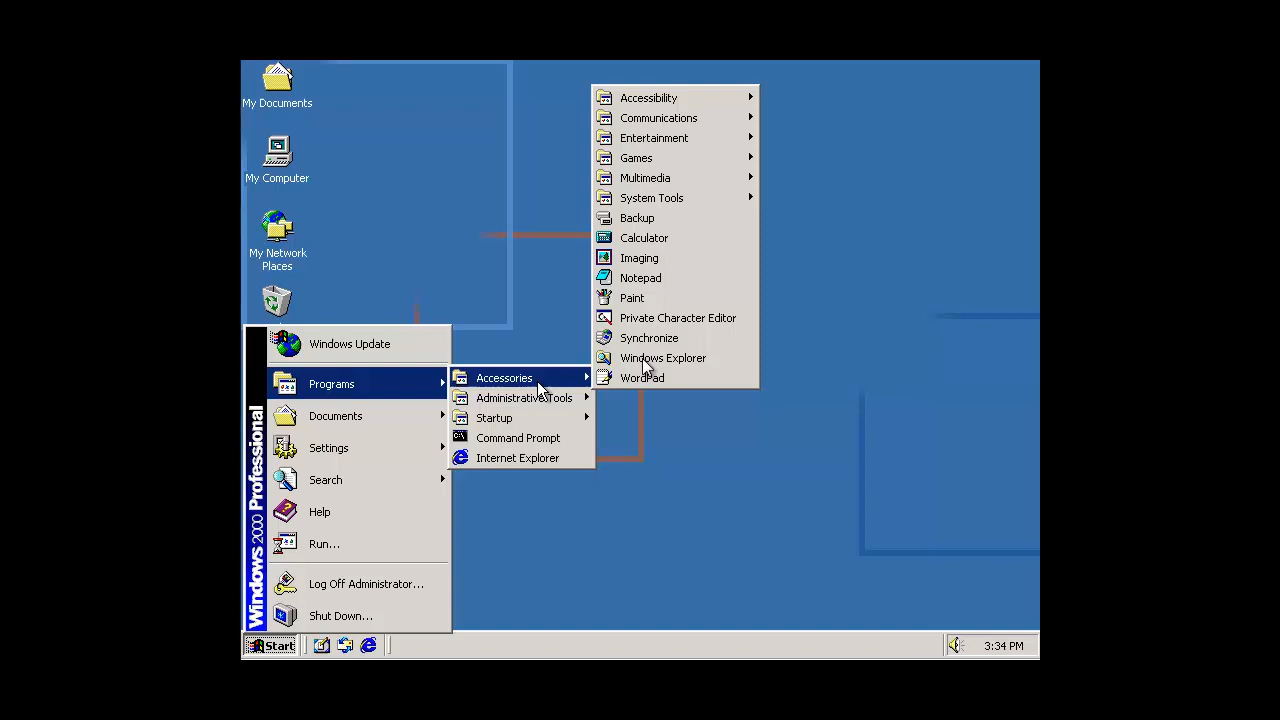 My Documents
My Computer
My Network
Places
Accessibility
Communications
Entertainment
Games
Multimedia
System Tools
Backup
Calculator
Imaging
Notepad
Paint
Private Character Editor
Synchronize
Windows Explorer
WordPad
Accessories
Administrative Tools
Startup
Command Prompt
Internet Explorer
Windows Update
Programs
Documents
Settings
Search
Help
Run...
Log Off Administrator...
Shut Down...
Windows 2000 Professional
Start
3:34 PM